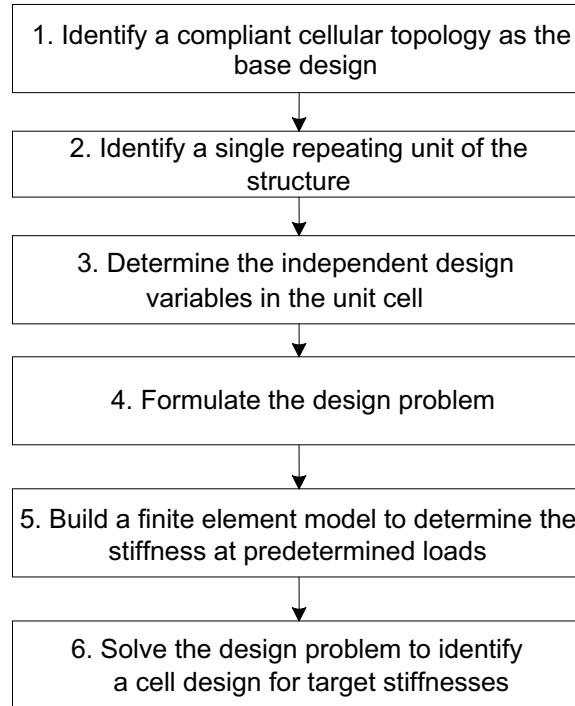 1. Identify a compliant cellular topology as the
base design
2. Identify a single repeating unit of the
structure
3. Determine the independent design
variables in the unit cell
4. Formulate the design problem
5. Build a finite element model to determine the
stiffness at predetermined loads
6. Solve the design problem to identify
a cell design for target stiffnesses